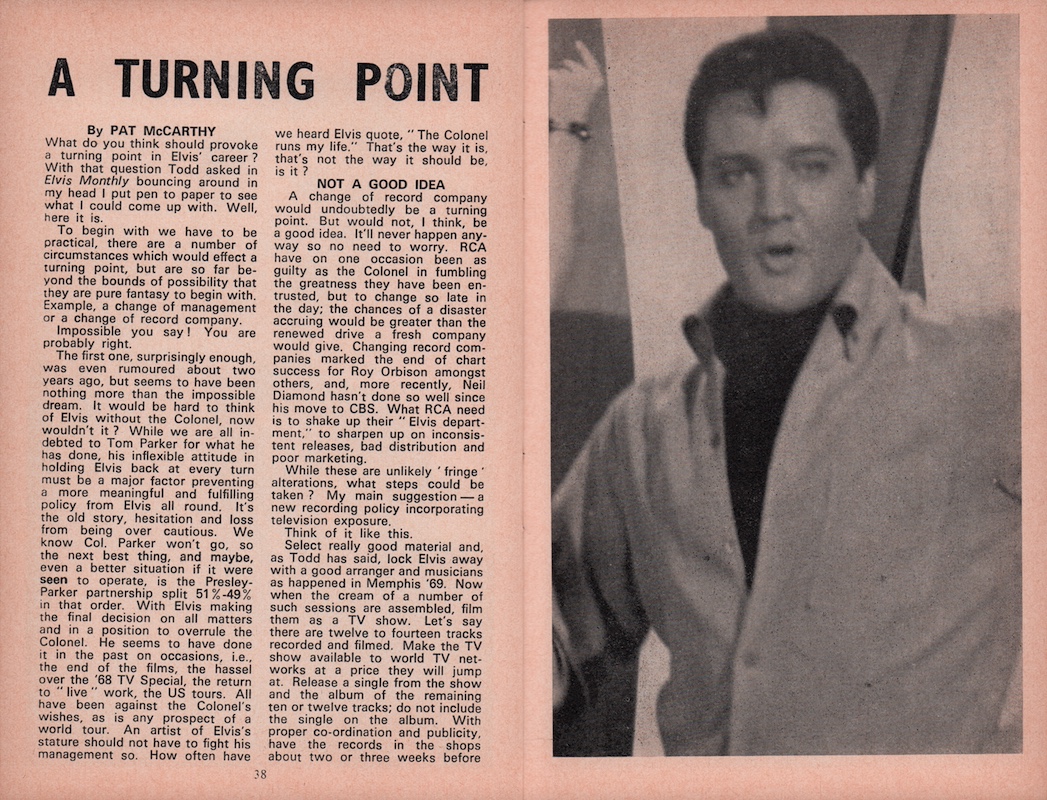 A TURNING POINT
By PAT McCARTHY
What do you think should provoke
a turning point in Elvis' career?
With that question Todd asked in
Elvis Monthly bouncing around in
my head I put pen to paper to see
what I could come up with. Well,
here it is.
To begin with we have to be
practical, there are a number of
circumstances which would effect a
turning point, but are so far be-
yond the bounds of possibility that
they are pure fantasy to begin with.
Example, a change of management
or a change of record company.
Impossible you say! You are
probably right.
The first one, surprisingly enough,
was even rumoured about two
years ago, but seems to have been
nothing more than the impossible
dream. It would be hard to think
of Elvis without the Colonel, now
wouldn't it? While we are all in-
debted to Tom Parker for what he
has done, his inflexible attitude in
holding Elvis back at every turn
must be a major factor preventing
a more meaningful and fulfilling
policy from Elvis all round. It's
the old story, hesitation and loss
from being over cautious. We
know Col. Parker won't go, so
the next best thing, and maybe,
even a better situation if it were
seen to operate, is the Presley-
Parker partnership split 51%-49%
in that order. With Elvis making
the final decision on all matters
and in a position to overrule the
Colonel. He seems to have done
it in the past on occasions, i.e.,
the end of the films, the hassel
over the '68 TV Special, the return
to "live" work, the US tours. All
have been against the Colonel's
wishes, as is any prospect of a
world tour. An artist of Elvis's
stature should not have to fight his
management so. How often have
we heard Elvis quote, "The Colonel
runs my life." That's the way it is,
that's not the way it should be,
is it?
NOT A GOOD IDEA
A change of record company
would undoubtedly be a turning
point. But would not, I think, be
a good idea. It'll never happen any-
way so no need to worry. RCA
have on one occasion been as
guilty as the Colonel in fumbling
the greatness they have been en-
trusted, but to change so late in
the day; the chances of a disaster
accruing would be greater than the
renewed drive a fresh company
would give. Changing record com-
panies marked the end of chart
success for Roy Orbison amongst
others, and, more recently, Neil
Diamond hasn't done so well since
his move to CBS. What RCA need
is to shake up their "Elvis depart-
ment," to sharpen up on inconsis-
tent releases, bad distribution and
poor marketing.
While these are unlikely 'fringe'
alterations, what steps could be
taken? My main suggestion — a
new recording policy incorporating
television exposure.
Think of it like this.
Select really good material and,
as Todd has said, lock Elvis away
with a good arranger and musicians
as happened in Memphis '69. Now
when the cream of a number of
such sessions are assembled, film
them as a TV show. Let's say
there are twelve to fourteen tracks
recorded and filmed. Make the TV
show available to world TV net-
works at a price they will jump
at. Release a single from the show
and the album of the remaining
ten or twelve tracks; do not include
the single on the album. With
proper co-ordination and publicity,
have the records in the shops
about two or three weeks before
38